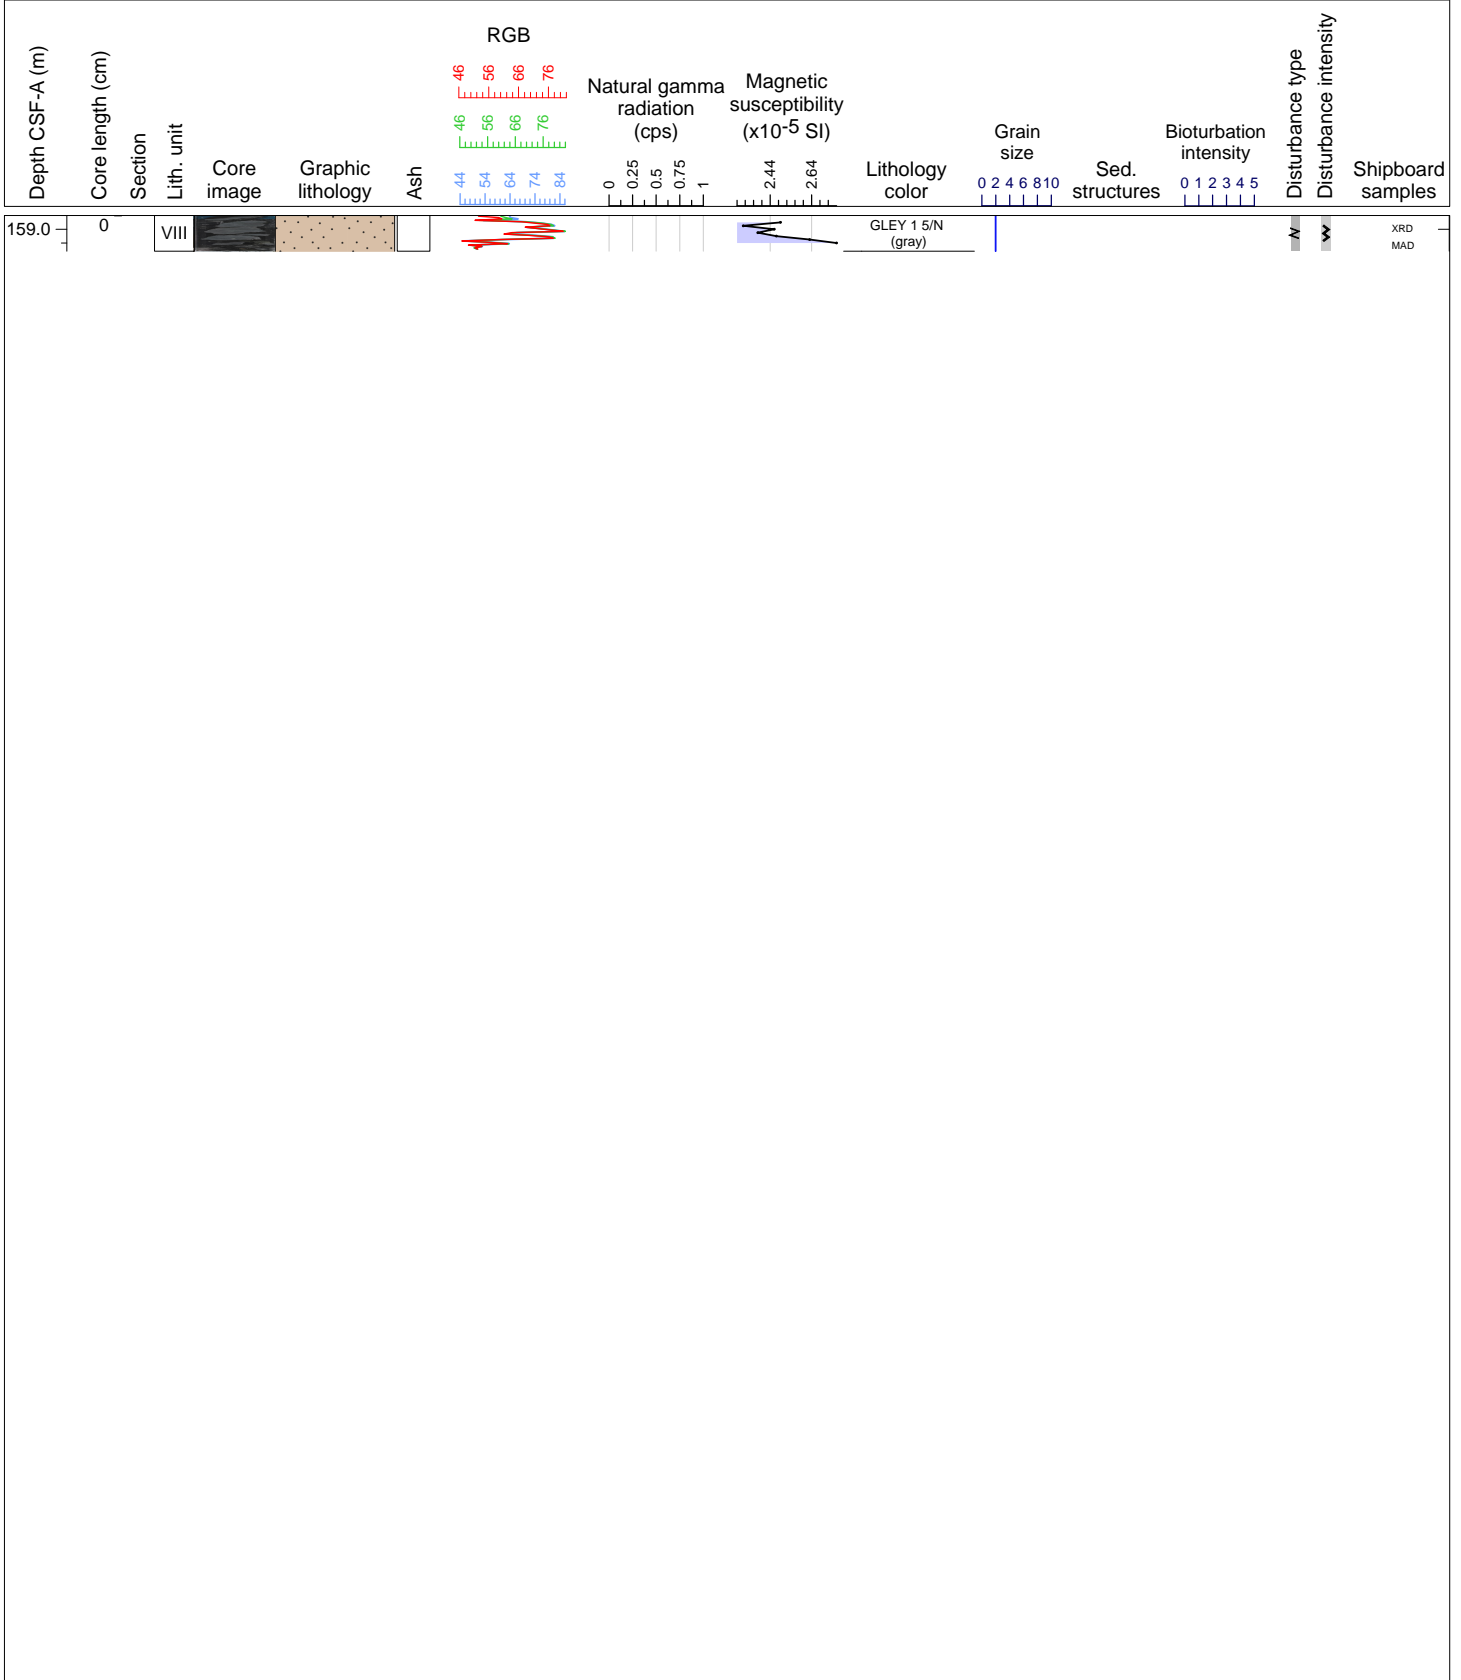 Depth CSF-A (m)
Core length (cm)
Section
Lith. unit
Core
image
Graphic
lithology
Ash
RGB
46 56 66 76
46 56 66 76
44 54 64 74 84
Natural gamma
radiation
(cps)
0 0.25 0.5 0.75 1
Magnetic
susceptibility
(x10-5 SI)
2.44 2.64
Lithology
color
Grain
size
0 2 4 6 8 10
Sed.
structures
Bioturbation
intensity
0 1 2 3 4 5
Disturbance type
Disturbance intensity
Shipboard
samples
159.0
0
VIII
GLEY 1 5/N
(gray)
XRD
MAD